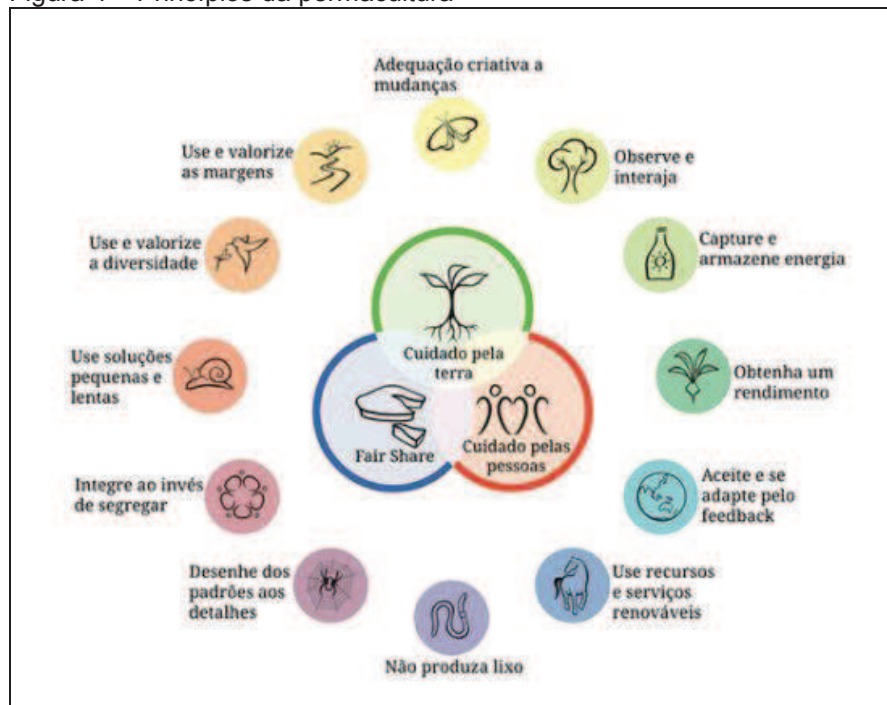 Figura – Princípios da permacultura
Adequação criativa a
mudanças
Observe e
interaja
Capture e
armazene energia
Obtenha um
rendimento
Aceite e se
adapte pelo
feedback
Use recursos
e serviços
renováveis
Não produza lixo
Desenhe dos
padrões aos
detalhes
Integre ao invés
de segregar
Use soluções
pequenas e
lentas
Use e valorize
a diversidade
Use e valorize
as margens
Cuidado pela
terra
Fair Share
Cuidado pelas
pessoas